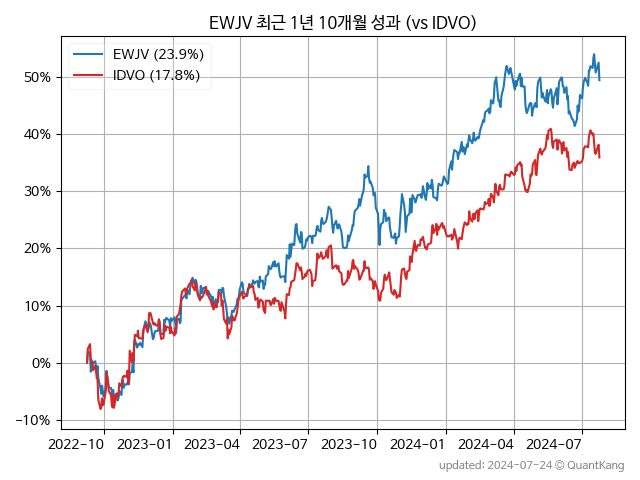 EWJV 최근 1년 10개월 성과 (vs IDVO)
EWJV (23.9%)
IDVO (17.8%)
50%
40%
30%
20%
10%
0%
−10%
2022-10 2023-01 2023-04 2023-07 2023-10 2024-01 2024-04 2024-07
updated: 2024-07-24 © QuantKang